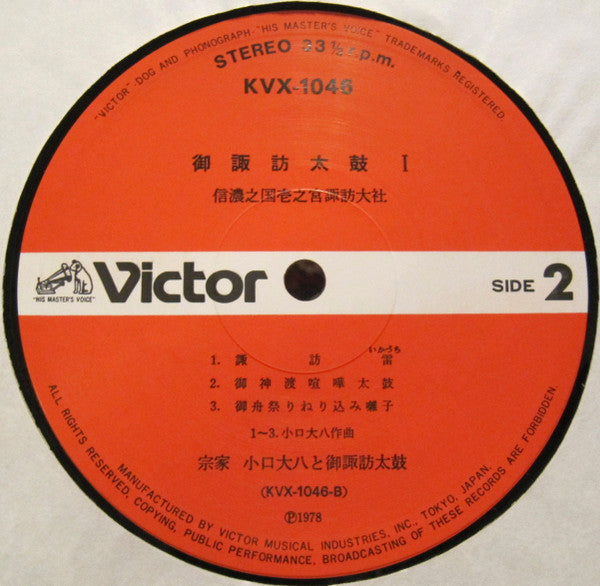 "VICTOR"-DOG AND PHONOGRAPH-"HIS MASTER'S VOICE" TRADEMARKS REGISTERED.
STEREO 33 ⅓ r.p.m.
KVX-1046
御諏訪太鼓 I
信濃之国壱之宮諏訪大社
"HIS MASTER'S VOICE"
Victor
SIDE 2
いかづち
1. 諏訪雷
2. 御神渡喧嘩太鼓
3. 御舟祭りねり込み囃子
1〜3. 小口大八作曲
宗家 小口大八と御諏訪太鼓
(KVX-1046-B)
Ⓟ1978
ALL RIGHTS RESERVED, COPYING, PUBLIC PERFORMANCE, BROADCASTING OF THESE RECORDS ARE FORBIDDEN.
MANUFACTURED BY VICTOR MUSICAL INDUSTRIES, INC., TOKYO, JAPAN.